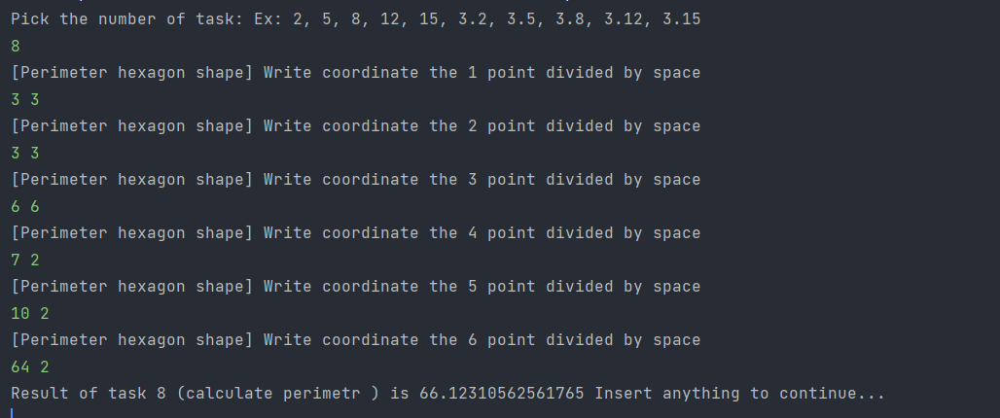 Pick the number of task: Ex: 2, 5, 8, 12, 15, 3.2, 3.5, 3.8, 3.12, 3.15
8
[Perimeter hexagon shape] Write coordinate the 1 point divided by space
3 3
[Perimeter hexagon shape] Write coordinate the 2 point divided by space
3 3
[Perimeter hexagon shape] Write coordinate the 3 point divided by space
6 6
[Perimeter hexagon shape] Write coordinate the 4 point divided by space
7 2
[Perimeter hexagon shape] Write coordinate the 5 point divided by space
10 2
[Perimeter hexagon shape] Write coordinate the 6 point divided by space
64 2
Result of task 8 (calculate perimetr ) is 66.12310562561765 Insert anything to continue...